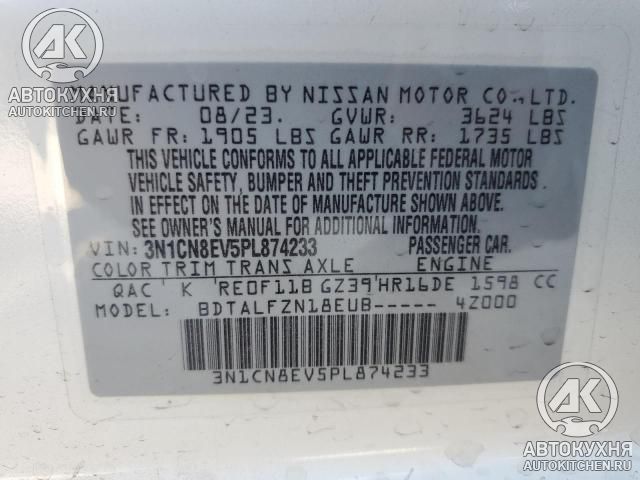 AK
АВТОКУХНЯ
AUTOKITCHEN.RU
MANUFACTURED BY NISSAN MOTOR CO., LTD.
DATE: 08/23. GVWR: 3624 LBS
GAWR FR: 1905 LBS GAWR RR: 1735 LBS
THIS VEHICLE CONFORMS TO ALL APPLICABLE FEDERAL MOTOR
VEHICLE SAFETY, BUMPER AND THEFT PREVENTION STANDARDS
IN EFFECT ON THE DATE OF MANUFACTURE SHOWN ABOVE.
SEE OWNER'S MANUAL FOR ADDITIONAL INFORMATION.
VIN: 3N1CN8EV5PL874233 PASSENGER CAR.
COLOR TRIM TRANS AXLE ENGINE
QAC ' K ' RE0F11B GZ39'HR16DE 1598 CC
MODEL: BDTALFZN18EUB----- 4Z000
3N1CN8EV5PL874233
AK
АВТОКУХНЯ
AUTOKITCHEN.RU